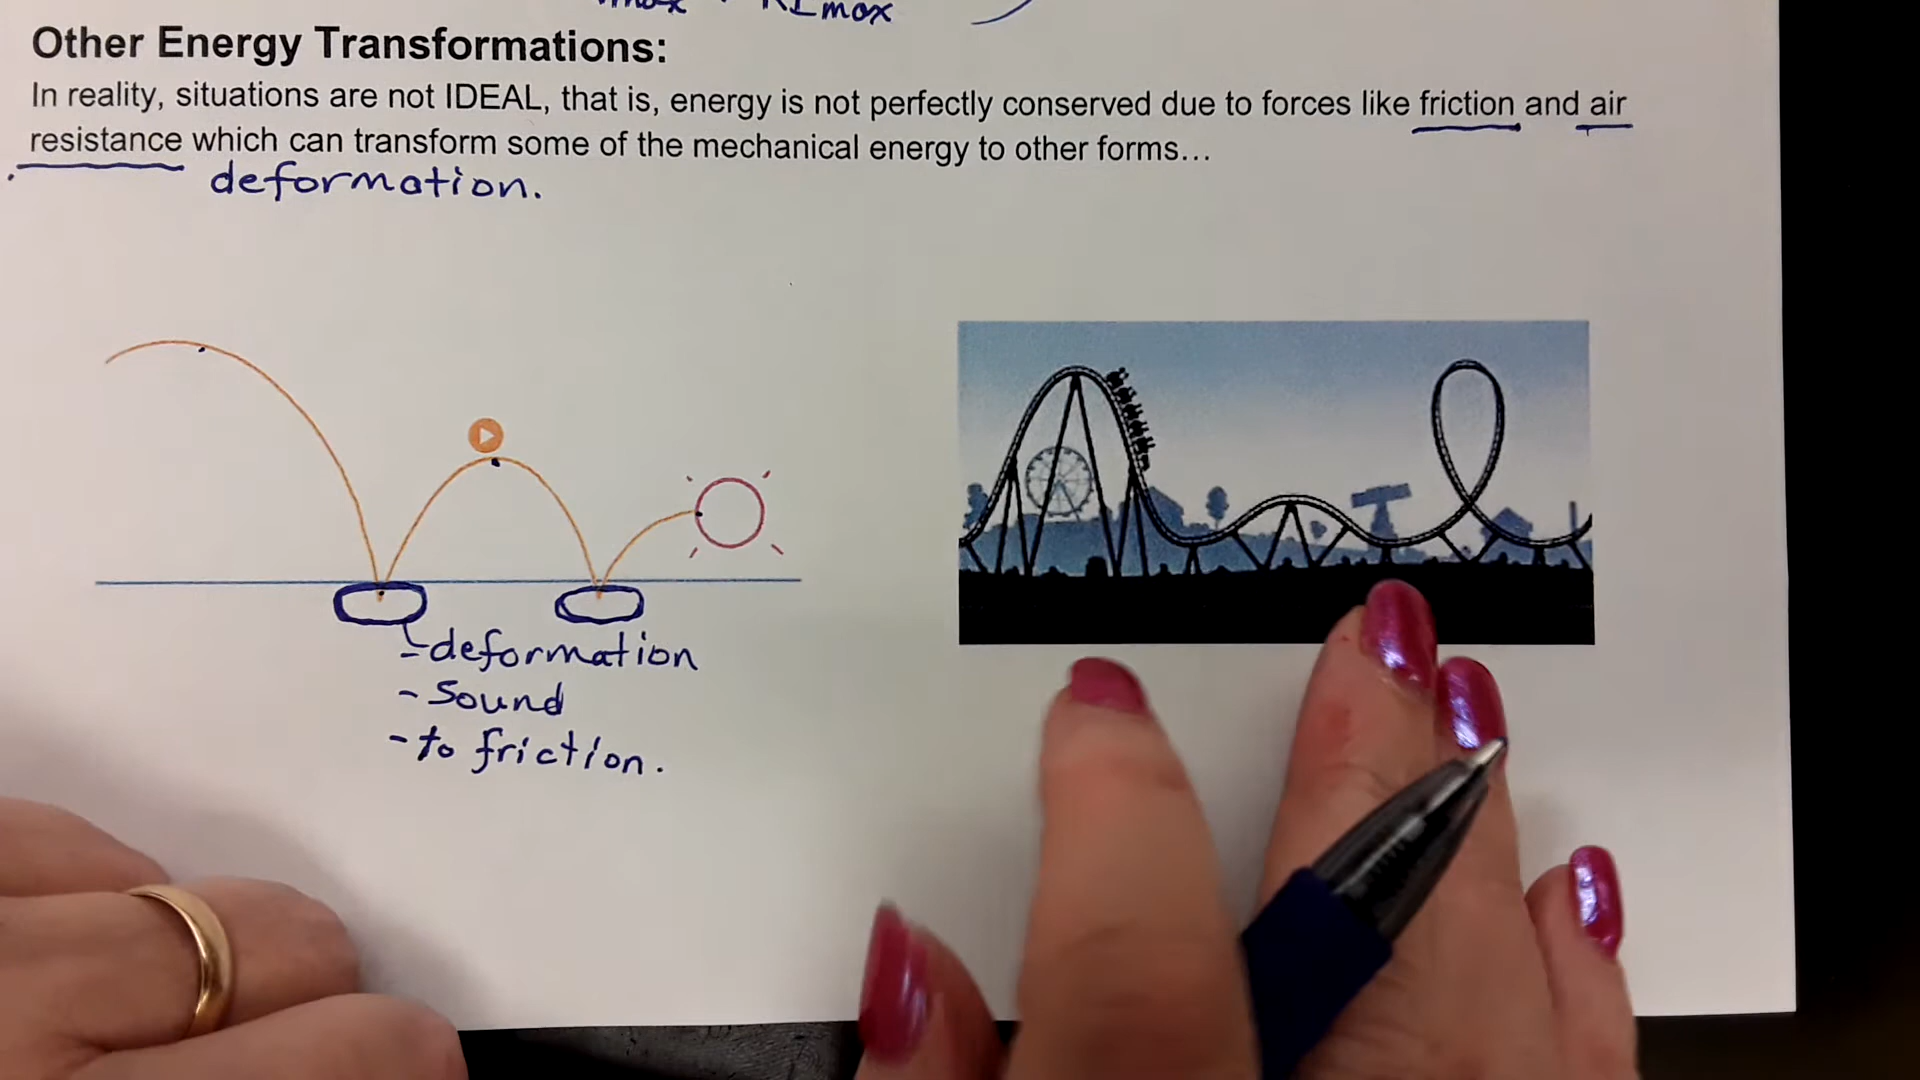 max
Other Energy Transformations:
In reality, situations are not IDEAL, that is, energy is not perfectly conserved due to forces like friction and air
resistance which can transform some of the mechanical energy to other forms…
deformation.
-deformation
- Sound
- to friction.